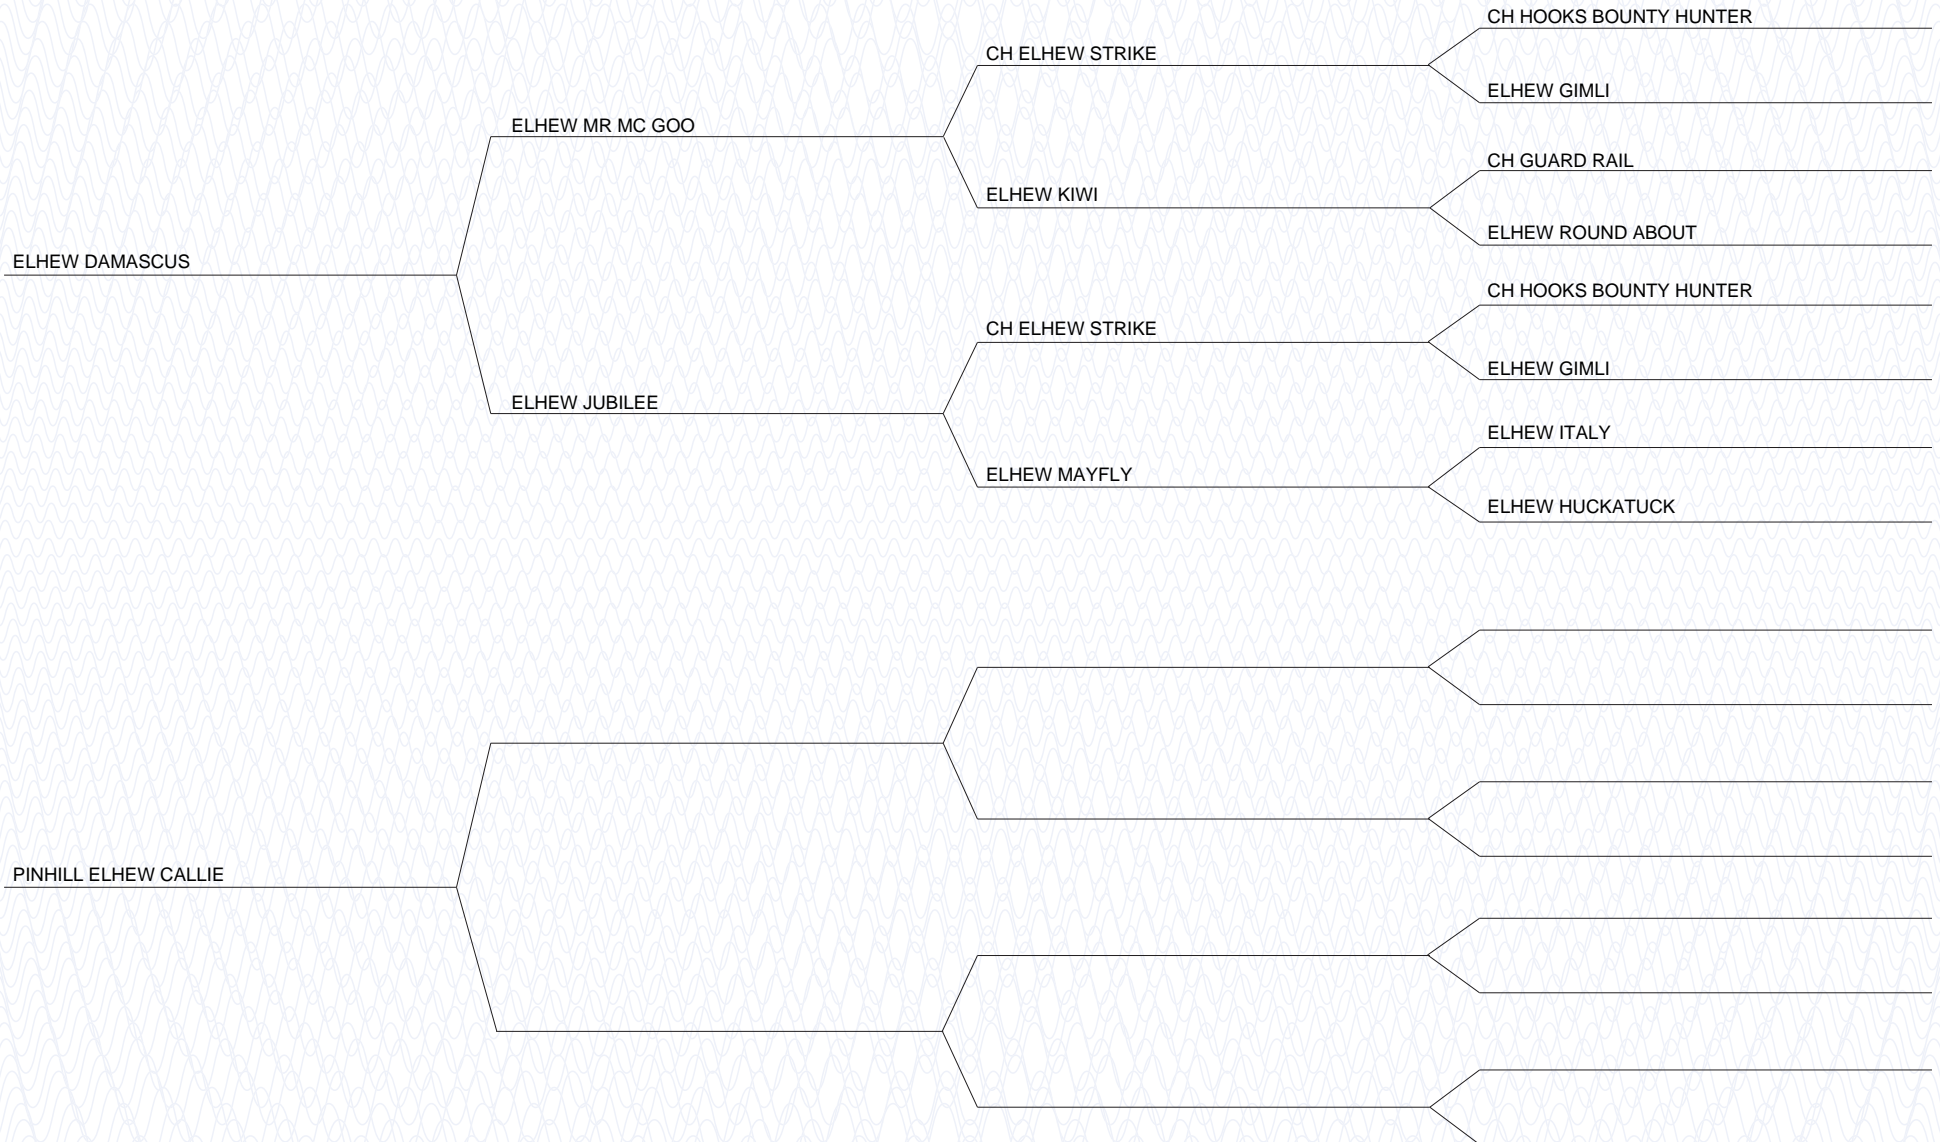 CH HOOKS BOUNTY HUNTER
CH ELHEW STRIKE
ELHEW GIMLI
ELHEW MR MC GOO
CH GUARD RAIL
ELHEW KIWI
ELHEW ROUND ABOUT
ELHEW DAMASCUS
CH HOOKS BOUNTY HUNTER
CH ELHEW STRIKE
ELHEW GIMLI
ELHEW JUBILEE
ELHEW ITALY
ELHEW MAYFLY
ELHEW HUCKATUCK
PINHILL ELHEW CALLIE